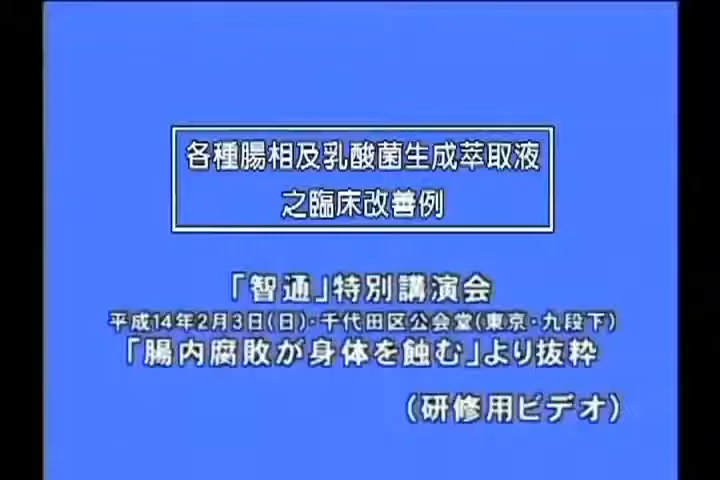 各種腸相及乳酸菌生成萃取液
之臨床改善例
「智通」特別講演会
平成14年2月3日(日)・千代田区公会堂(東京・九段下)
「腸内腐敗が身体を蝕む」より抜粋
(研修用ビデオ)